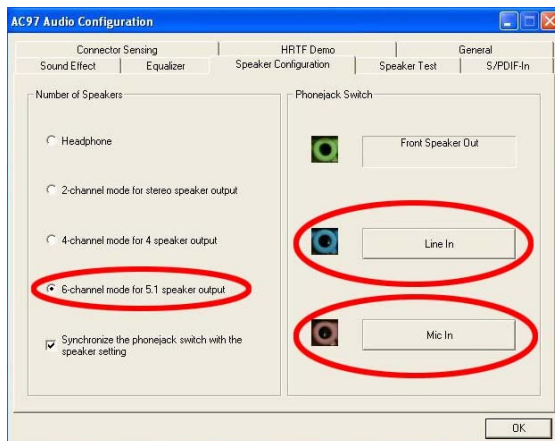 AC97 Audio Configuration
Connector Sensing
HRTF Demo
General
Sound Effect
Equalizer
Speaker Configuration
Speaker Test
S/PDIF-In
Number of Speakers
Headphone
2-channel mode for stereo speaker output
4-channel mode for 4 speaker output
6-channel mode for 5.1 speaker output
Synchronize the phonejack switch with the
speaker setting
Phonejack Switch
Front Speaker Out
Line In
Mic In
OK